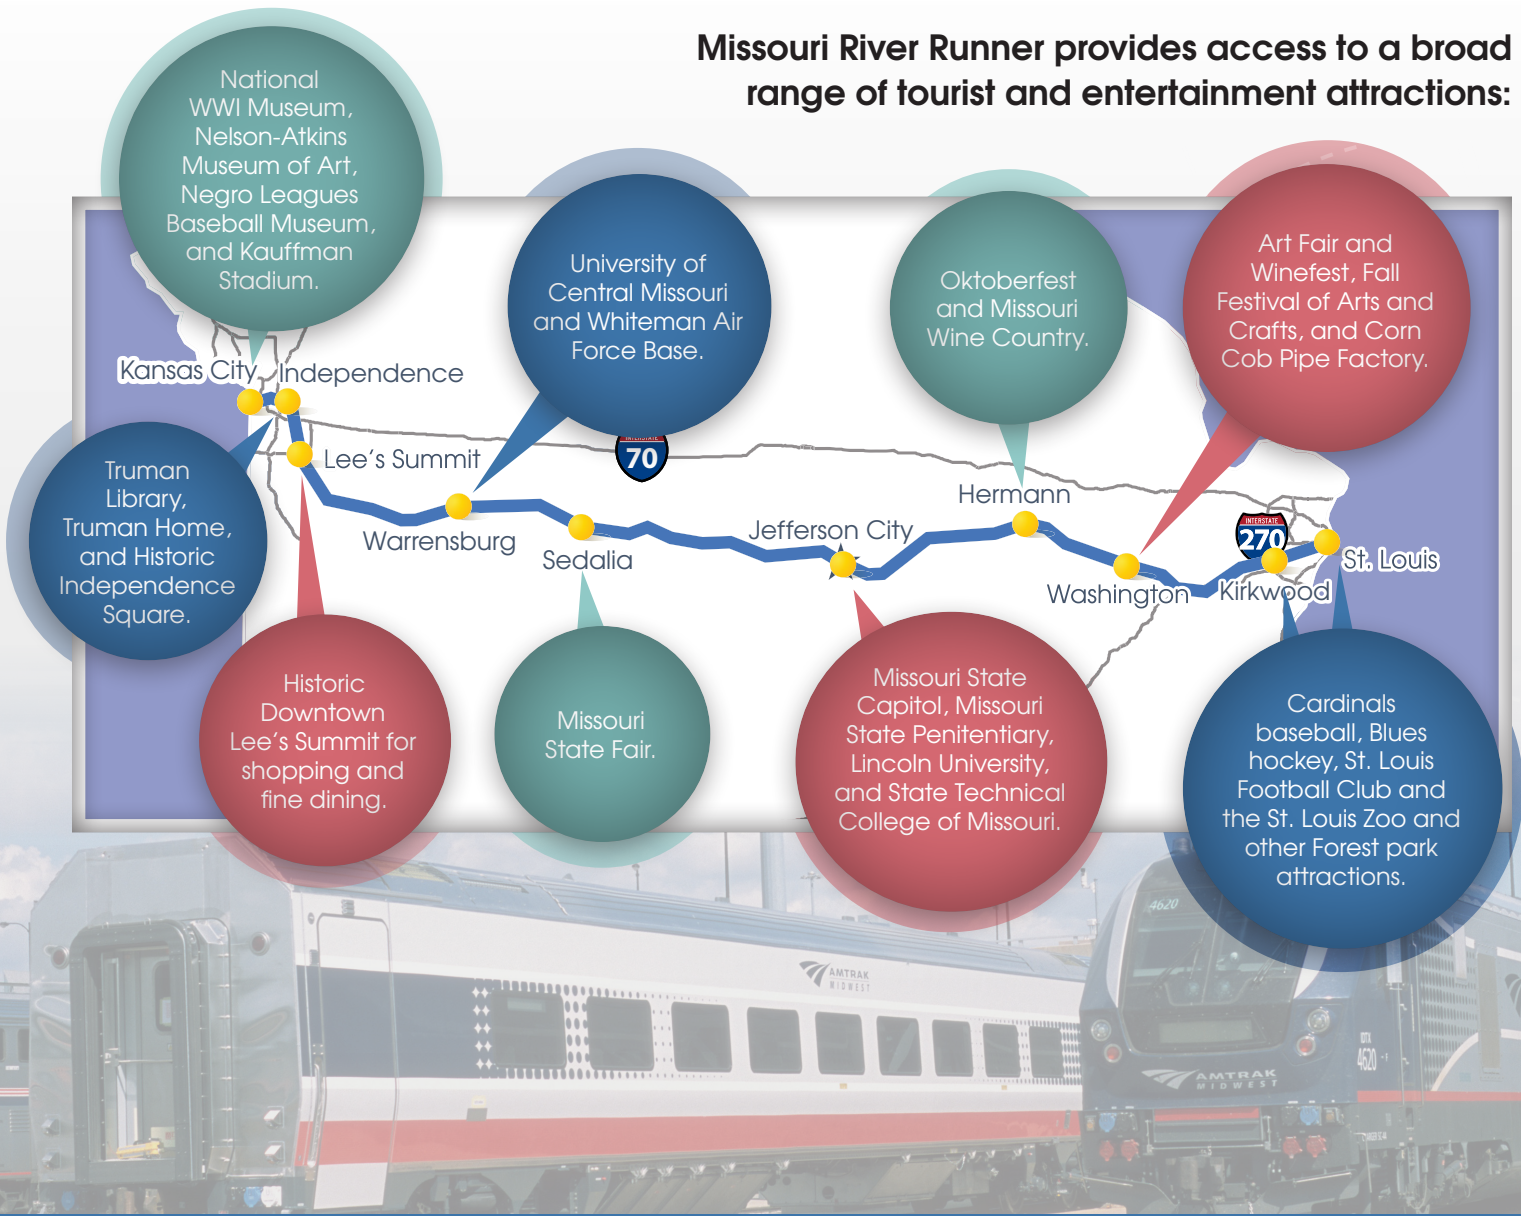 Missouri River Runner provides access to a broad
range of tourist and entertainment attractions:
National
WWI Museum,
Nelson-Atkins
Museum of Art,
Negro Leagues
Baseball Museum,
and Kauffman
Stadium.
University of
Central Missouri
and Whiteman Air
Force Base.
Oktoberfest
and Missouri
Wine Country.
Art Fair and
Winefest, Fall
Festival of Arts and
Crafts, and Corn
Cob Pipe Factory.
Kansas City
Independence
Lee's Summit
INTERSTATE
70
Warrensburg
Sedalia
Jefferson City
Hermann
Washington
INTERSTATE
270
Kirkwood
St. Louis
Truman
Library,
Truman Home,
and Historic
Independence
Square.
Historic
Downtown
Lee's Summit for
shopping and
fine dining.
Missouri
State Fair.
Missouri State
Capitol, Missouri
State Penitentiary,
Lincoln University,
and State Technical
College of Missouri.
Cardinals
baseball, Blues
hockey, St. Louis
Football Club and
the St. Louis Zoo and
other Forest park
attractions.
4620
AMTRAK
MIDWEST
IDTX
4620
AMTRAK
MIDWEST